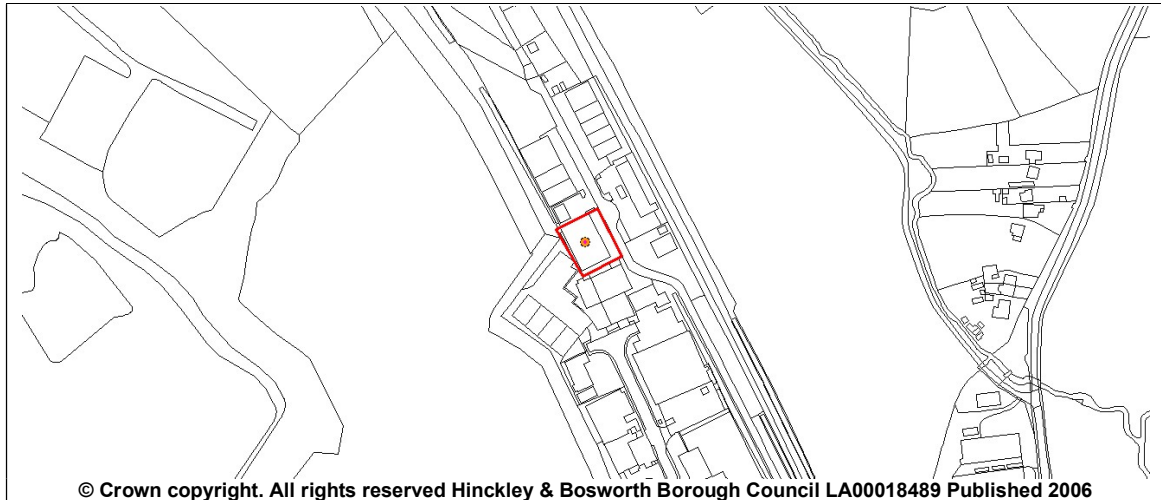 © Crown copyright. All rights reserved Hinckley & Bosworth Borough Council LA00018489 Published 2006